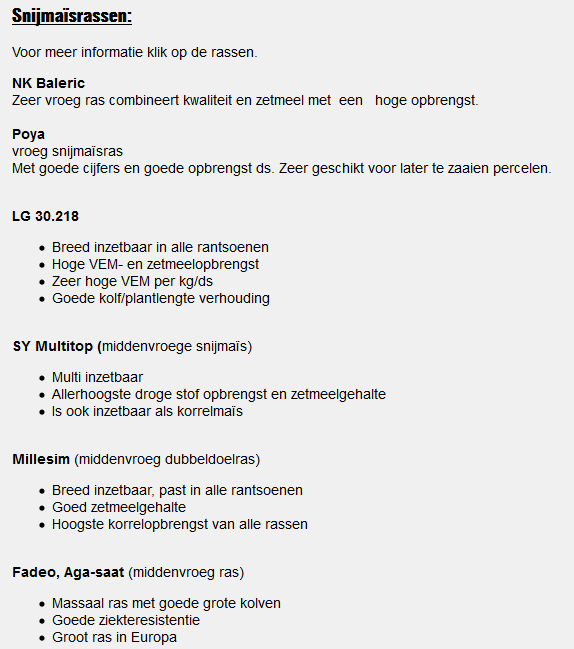 Snijmaïsrassen:
Voor meer informatie klik op de rassen.
NK Baleric
Zeer vroeg ras combineert kwaliteit en zetmeel met  een   hoge opbrengst.
Poya
vroeg snijmaïsras
Met goede cijfers en goede opbrengst ds. Zeer geschikt voor later te zaaien percelen.
LG 30.218
• Breed inzetbaar in alle rantsoenen
• Hoge VEM- en zetmeelopbrengst
• Zeer hoge VEM per kg/ds
• Goede kolf/plantlengte verhouding
SY Multitop (middenvroege snijmaïs)
• Multi inzetbaar
• Allerhoogste droge stof opbrengst en zetmeelgehalte
• Is ook inzetbaar als korrelmaïs
Millesim (middenvroeg dubbeldoelras)
• Breed inzetbaar, past in alle rantsoenen
• Goed zetmeelgehalte
• Hoogste korrelopbrengst van alle rassen
Fadeo, Aga-saat (middenvroeg ras)
• Massaal ras met goede grote kolven
• Goede ziekteresistentie
• Groot ras in Europa